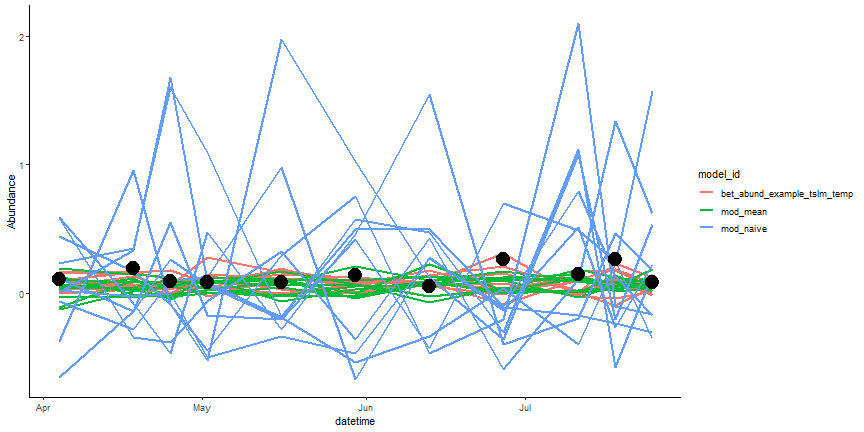 2
1
0
Abundance
Apr
May
Jun
Jul
datetime
model_id
bet_abund_example_tslm_temp
mod_mean
mod_naive